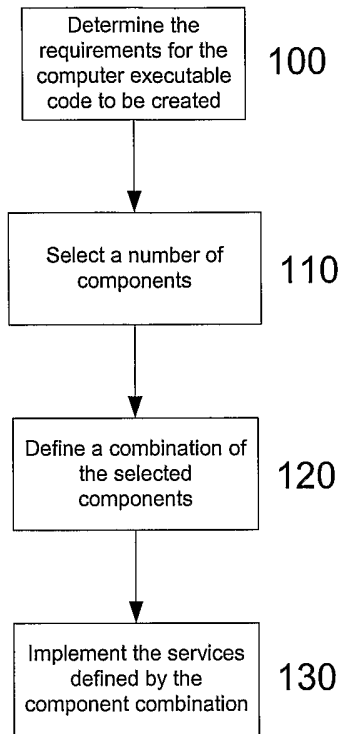 Determine the
requirements for the
computer executable
code to be created
100
Select a number of
components
110
Define a combination of
the selected
components
120
Implement the services
defined by the
component combination
130